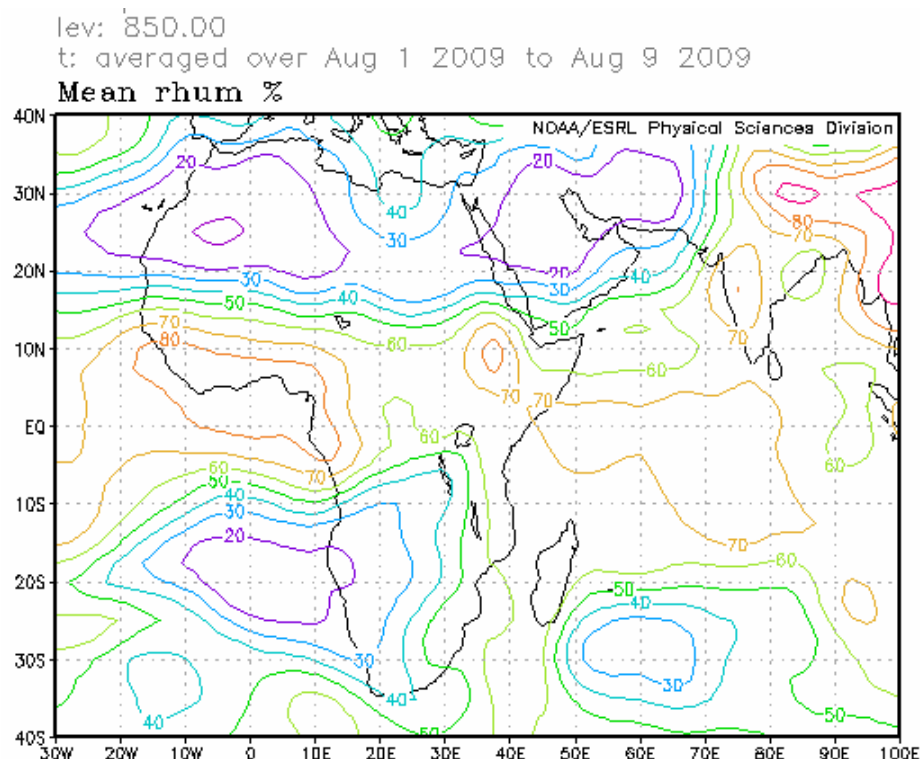 lev: 850.00
t: averaged over Aug 1 2009 to Aug 9 2009
Mean rhum %
40N
NOAA/ESRL Physical Sciences Division
20 20
30N 80
40
30 70
20N 20
30 40 30 40
50
70 50
80 60 70
10N 60
70 70
EQ 60
70 60
60
50
40
10S
30
20 70
60
20S 50
40
30S 30
30
40 50
40
50
40S
30W 20W 10W 0 10E 20E 30E 40E 50E 60E 70E 80E 90E 100E